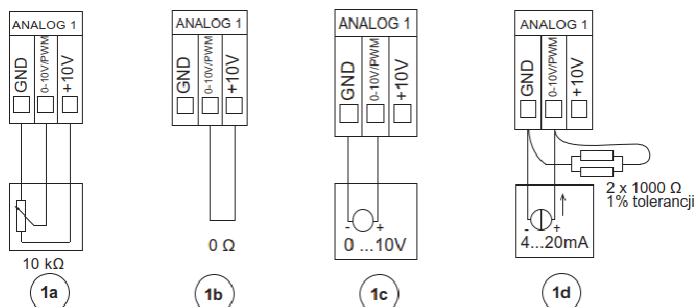 ANALOG 1
GND
0-10V/PWM
+10V
10 kΩ
1a
ANALOG 1
GND
0-10V/PWM
+10V
0 Ω
1b
ANALOG 1
GND
0-10V/PWM
+10V
- +
0 ...10V
1c
ANALOG 1
GND
0-10V/PWM
+10V
2 x 1000 Ω
1% tolerancji
- +
4...20mA
1d